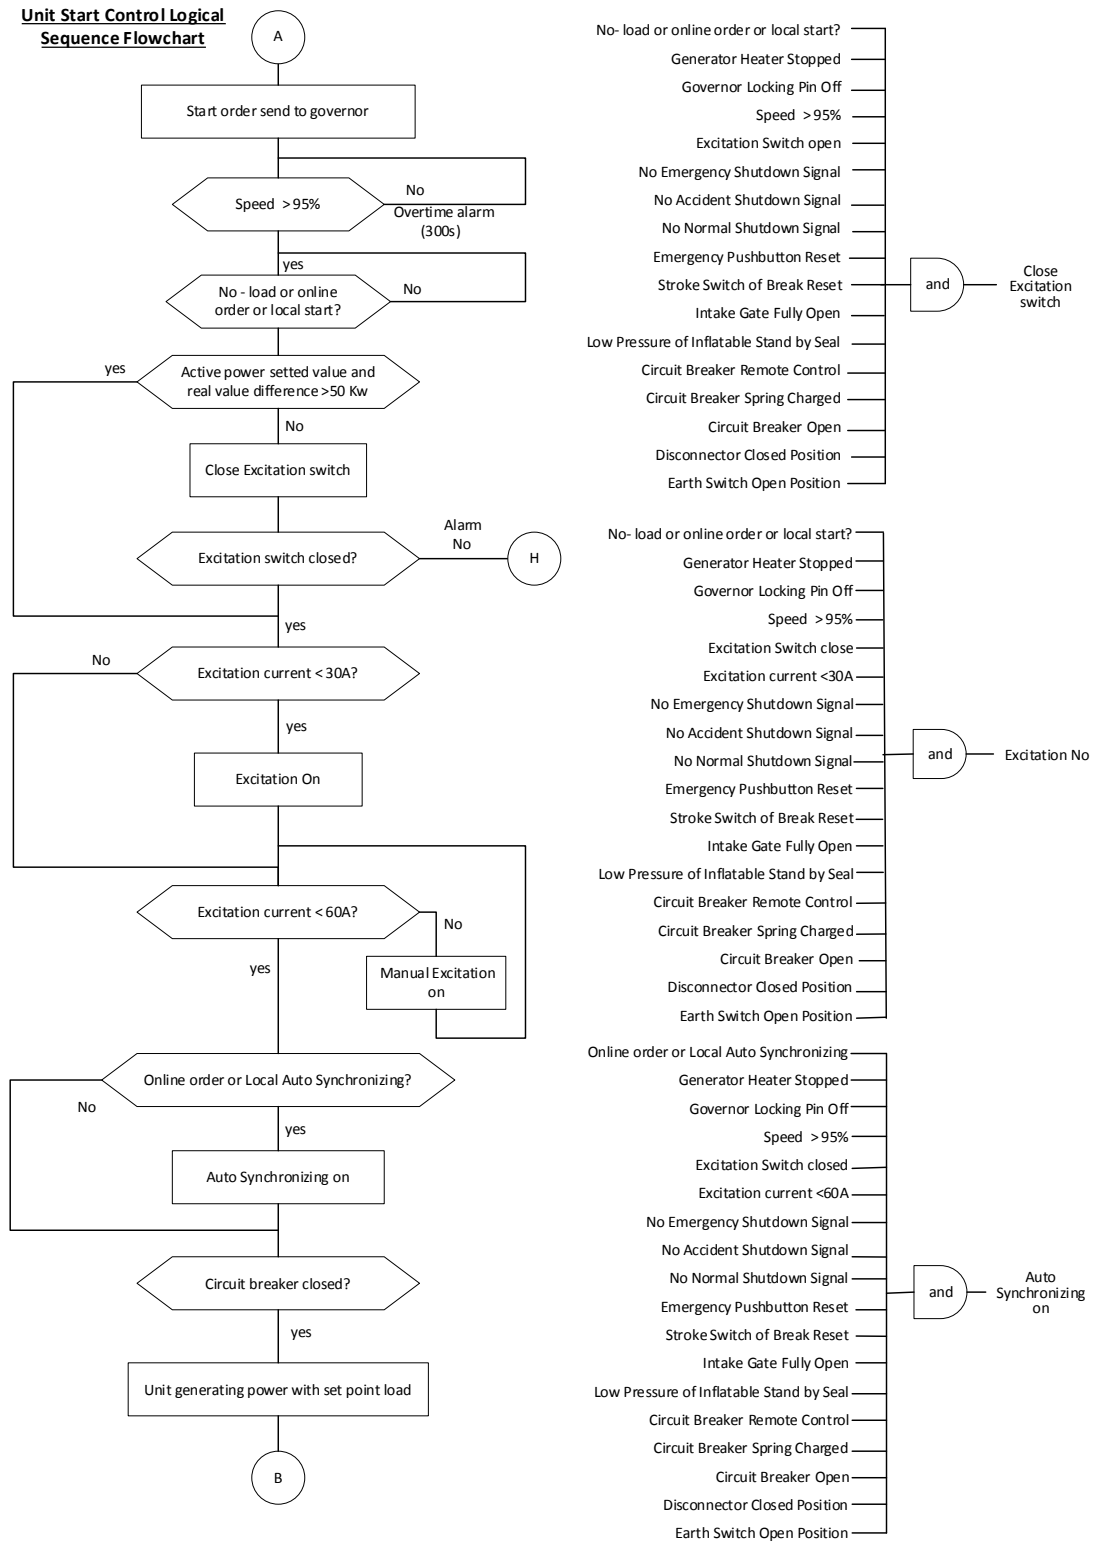 Unit Start Control Logical
Sequence Flowchart
A
Start order send to governor
Speed >95%
No
Overtime alarm
(300s)
yes
No - load or online
order or local start?
No
Active power setted value and
real value difference >50 Kw
yes
No
Close Excitation switch
Excitation switch closed?
Alarm
No
H
yes
Excitation current <30A?
No
yes
Excitation On
Excitation current <60A?
No
Manual Excitation
on
yes
Online order or Local Auto Synchronizing?
No
yes
Auto Synchronizing on
Circuit breaker closed?
yes
Unit generating power with set point load
B
No- load or online order or local start?
Generator Heater Stopped
Governor Locking Pin Off
Speed >95%
Excitation Switch open
No Emergency Shutdown Signal
No Accident Shutdown Signal
No Normal Shutdown Signal
Emergency Pushbutton Reset
Stroke Switch of Break Reset
Intake Gate Fully Open
Low Pressure of Inflatable Stand by Seal
Circuit Breaker Remote Control
Circuit Breaker Spring Charged
Circuit Breaker Open
Disconnector Closed Position
Earth Switch Open Position
and
Close
Excitation
switch
No- load or online order or local start?
Generator Heater Stopped
Governor Locking Pin Off
Speed >95%
Excitation Switch close
Excitation current <30A
No Emergency Shutdown Signal
No Accident Shutdown Signal
No Normal Shutdown Signal
Emergency Pushbutton Reset
Stroke Switch of Break Reset
Intake Gate Fully Open
Low Pressure of Inflatable Stand by Seal
Circuit Breaker Remote Control
Circuit Breaker Spring Charged
Circuit Breaker Open
Disconnector Closed Position
Earth Switch Open Position
and
Excitation No
Online order or Local Auto Synchronizing
Generator Heater Stopped
Governor Locking Pin Off
Speed >95%
Excitation Switch closed
Excitation current <60A
No Emergency Shutdown Signal
No Accident Shutdown Signal
No Normal Shutdown Signal
Emergency Pushbutton Reset
Stroke Switch of Break Reset
Intake Gate Fully Open
Low Pressure of Inflatable Stand by Seal
Circuit Breaker Remote Control
Circuit Breaker Spring Charged
Circuit Breaker Open
Disconnector Closed Position
Earth Switch Open Position
and
Auto
Synchronizing
on